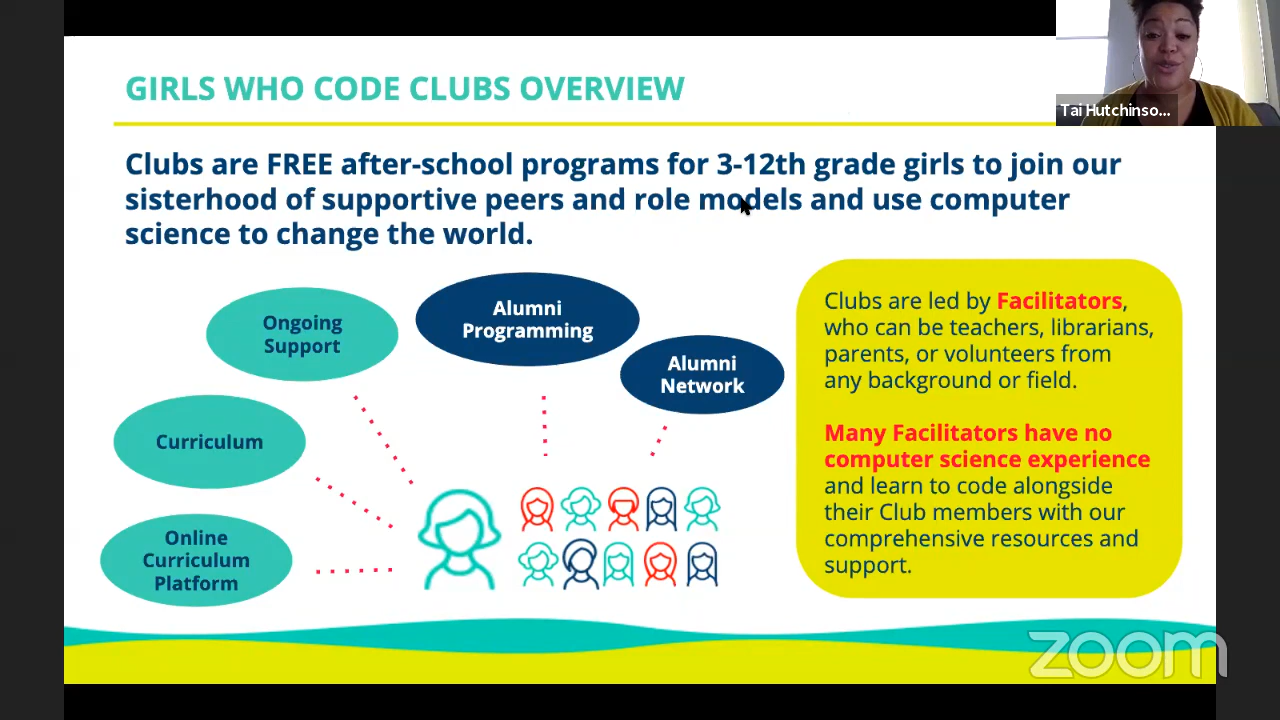 GIRLS WHO CODE CLUBS OVERVIEW
Tai Hutchinso...
Clubs are FREE after-school programs for 3-12th grade girls to join our
sisterhood of supportive peers and role models and use computer
science to change the world.
Ongoing
Support
Alumni
Programming
Alumni
Network
Curriculum
Online
Curriculum
Platform
Clubs are led by Facilitators,
who can be teachers, librarians,
parents, or volunteers from
any background or field.
Many Facilitators have no
computer science experience
and learn to code alongside
their Club members with our
comprehensive resources and
support.
zoom